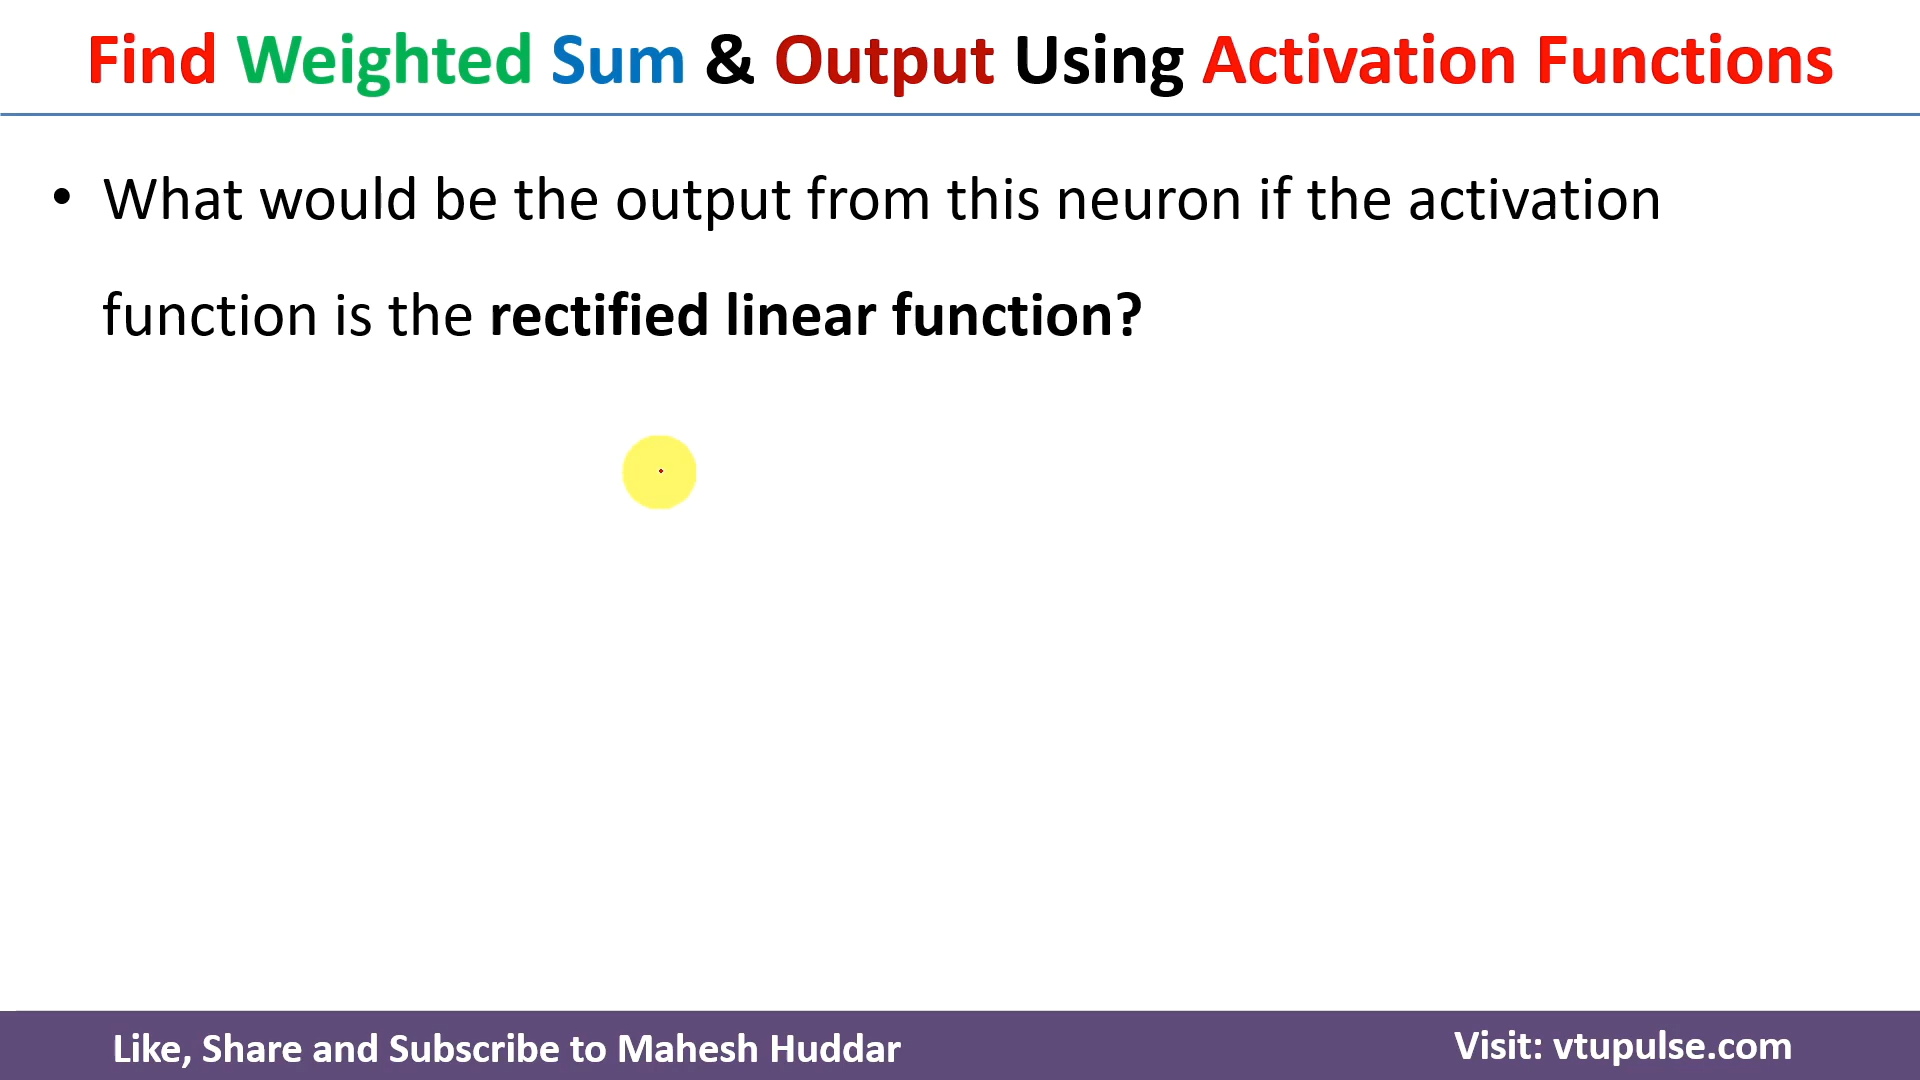 Find Weighted Sum & Output Using Activation Functions
• What would be the output from this neuron if the activation
function is the rectified linear function?
Like, Share and Subscribe to Mahesh Huddar
Visit: vtupulse.com